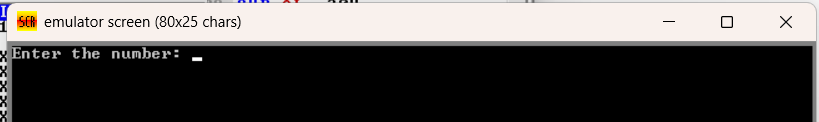 emulator screen (80x25 chars)
Enter the number: _